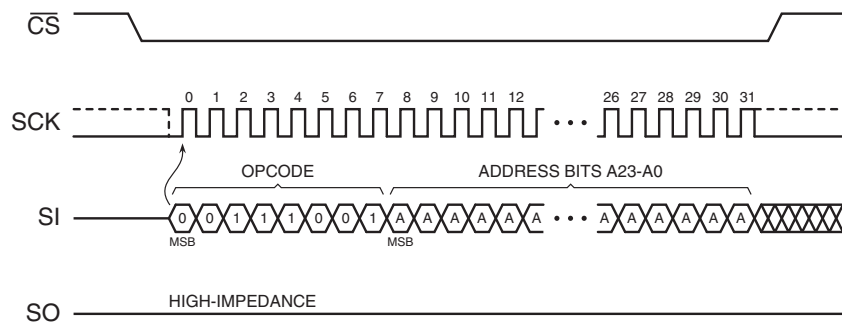 CS
0 1 2 3 4 5 6 7 8 9 10 11 12 26 27 28 29 30 31
SCK
OPCODE ADDRESS BITS A23-A0
SI 0 0 1 1 1 0 0 1 A A A A A A A A A A A A
MSB MSB
HIGH-IMPEDANCE
SO